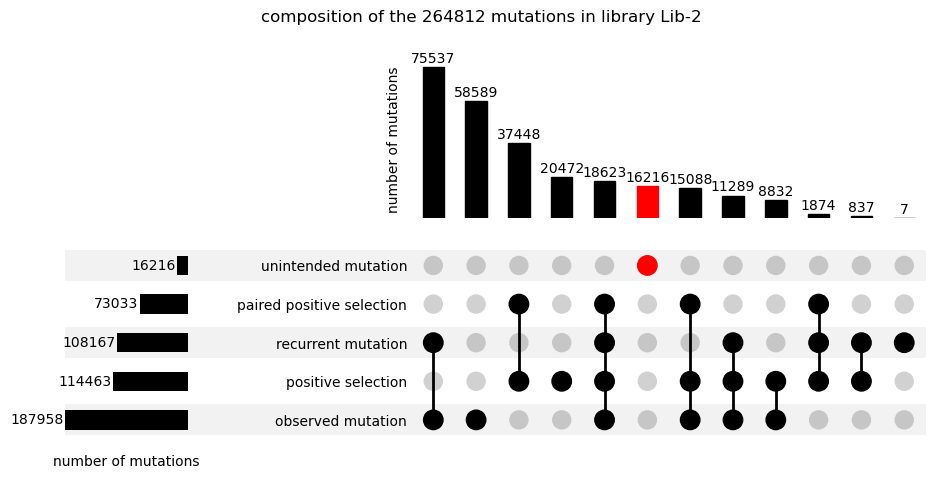 composition of the 264812 mutations in library Lib-2
number of mutations
75537
58589
37448
20472
18623
16216
15088
11289
8832
1874
837
7
16216
unintended mutation
73033
paired positive selection
108167
recurrent mutation
114463
positive selection
187958
observed mutation
number of mutations